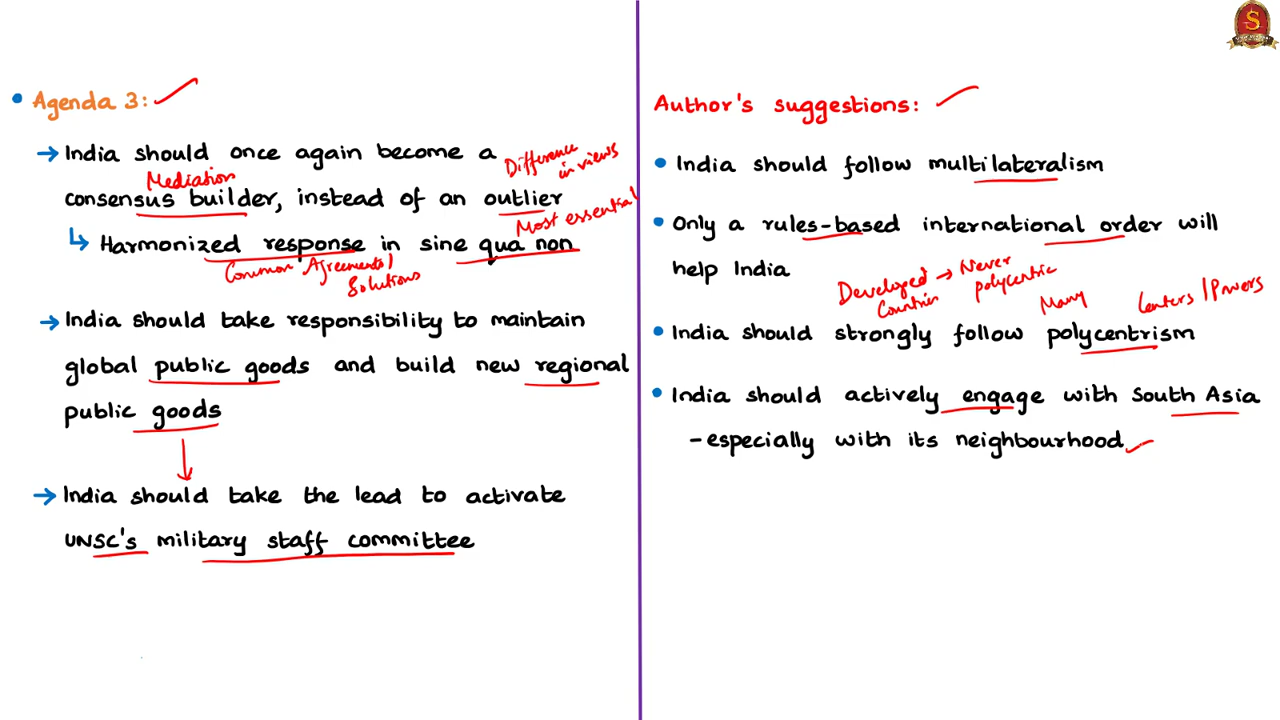 Agenda 3:
→ India should once again become a
Difference
in views
Mediation
consensus builder, instead of an outlier
Most essential
↳ Harmonized response in sine qua non
Common Agreements/
Solutions
→ India should take responsibility to maintain
global public goods and build new regional
public goods
→ India should take the lead to activate
UNSC's military staff committee
Author's suggestions:
India should follow multilateralism
Only a rules-based international order will
help India
Developed → Never
Countries polycentric
Many Centers/Powers
India should strongly follow polycentrism
India should actively engage with South Asia
- especially with its neighbourhood
S